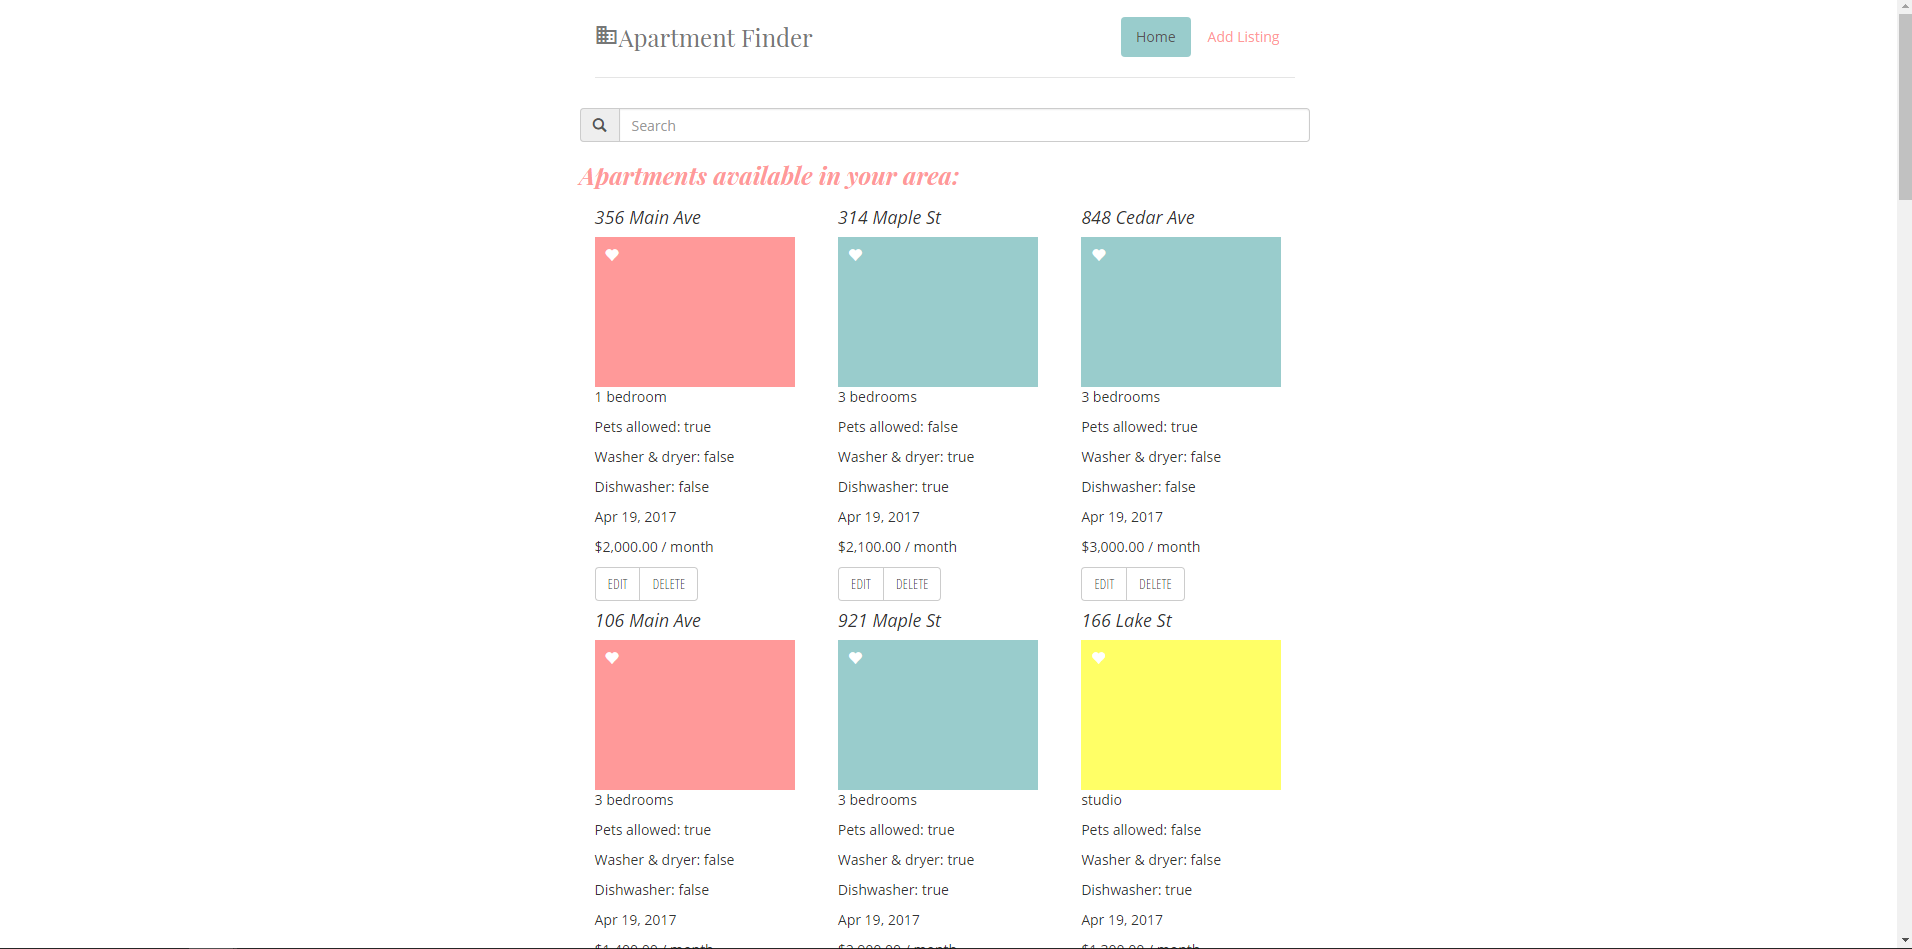 Apartment Finder
Home
Add Listing
Search
Apartments available in your area:
356 Main Ave
1 bedroom
Pets allowed: true
Washer & dryer: false
Dishwasher: false
Apr 19, 2017
$2,000.00 / month
EDIT DELETE
314 Maple St
3 bedrooms
Pets allowed: false
Washer & dryer: true
Dishwasher: true
Apr 19, 2017
$2,100.00 / month
EDIT DELETE
848 Cedar Ave
3 bedrooms
Pets allowed: true
Washer & dryer: false
Dishwasher: false
Apr 19, 2017
$3,000.00 / month
EDIT DELETE
106 Main Ave
3 bedrooms
Pets allowed: true
Washer & dryer: false
Dishwasher: false
Apr 19, 2017
/ month
921 Maple St
3 bedrooms
Pets allowed: true
Washer & dryer: true
Dishwasher: true
Apr 19, 2017
/ month
166 Lake St
studio
Pets allowed: false
Washer & dryer: false
Dishwasher: true
Apr 19, 2017
/ month